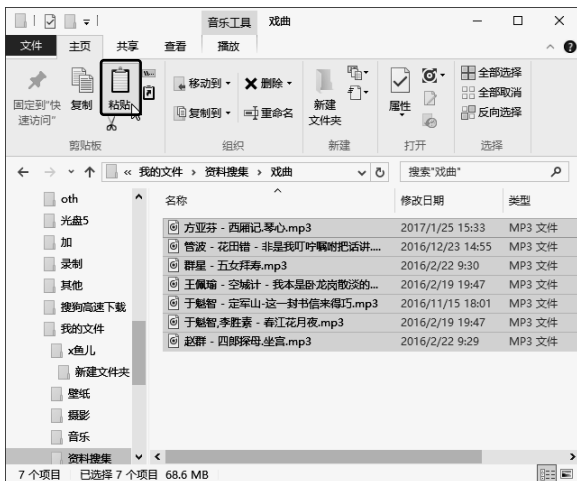 音乐工具 戏曲
文件 主页 共享 查看 播放
固定到"快速访问" 复制 粘贴 移动到 删除 复制到 重命名 新建文件夹 属性 全部选择 全部取消 反向选择
剪贴板 组织 新建 打开 选择
« 我的文件 › 资料搜集 › 戏曲 搜索"戏曲"
名称 修改日期 类型
oth
光盘5
加
录制
其他
搜狗高速下载
我的文件
x鱼儿
新建文件夹
壁纸
摄影
音乐
资料搜集
方亚芬 - 西厢记.琴心.mp3 2017/1/25 15:33 MP3 文件
管波 - 花田错 - 非是我叮咛嘱咐把话讲.... 2016/12/23 14:55 MP3 文件
群星 - 五女拜寿.mp3 2016/2/22 9:30 MP3 文件
王佩瑜 - 空城计 - 我本是卧龙岗散淡的... 2016/2/19 19:47 MP3 文件
于魁智 - 定军山-这一封书信来得巧.mp3 2016/11/15 18:01 MP3 文件
于魁智,李胜素 - 春江花月夜.mp3 2016/2/19 19:47 MP3 文件
赵群 - 四郎探母.坐宫.mp3 2016/2/22 9:29 MP3 文件
7 个项目 已选择 7 个项目 68.6 MB